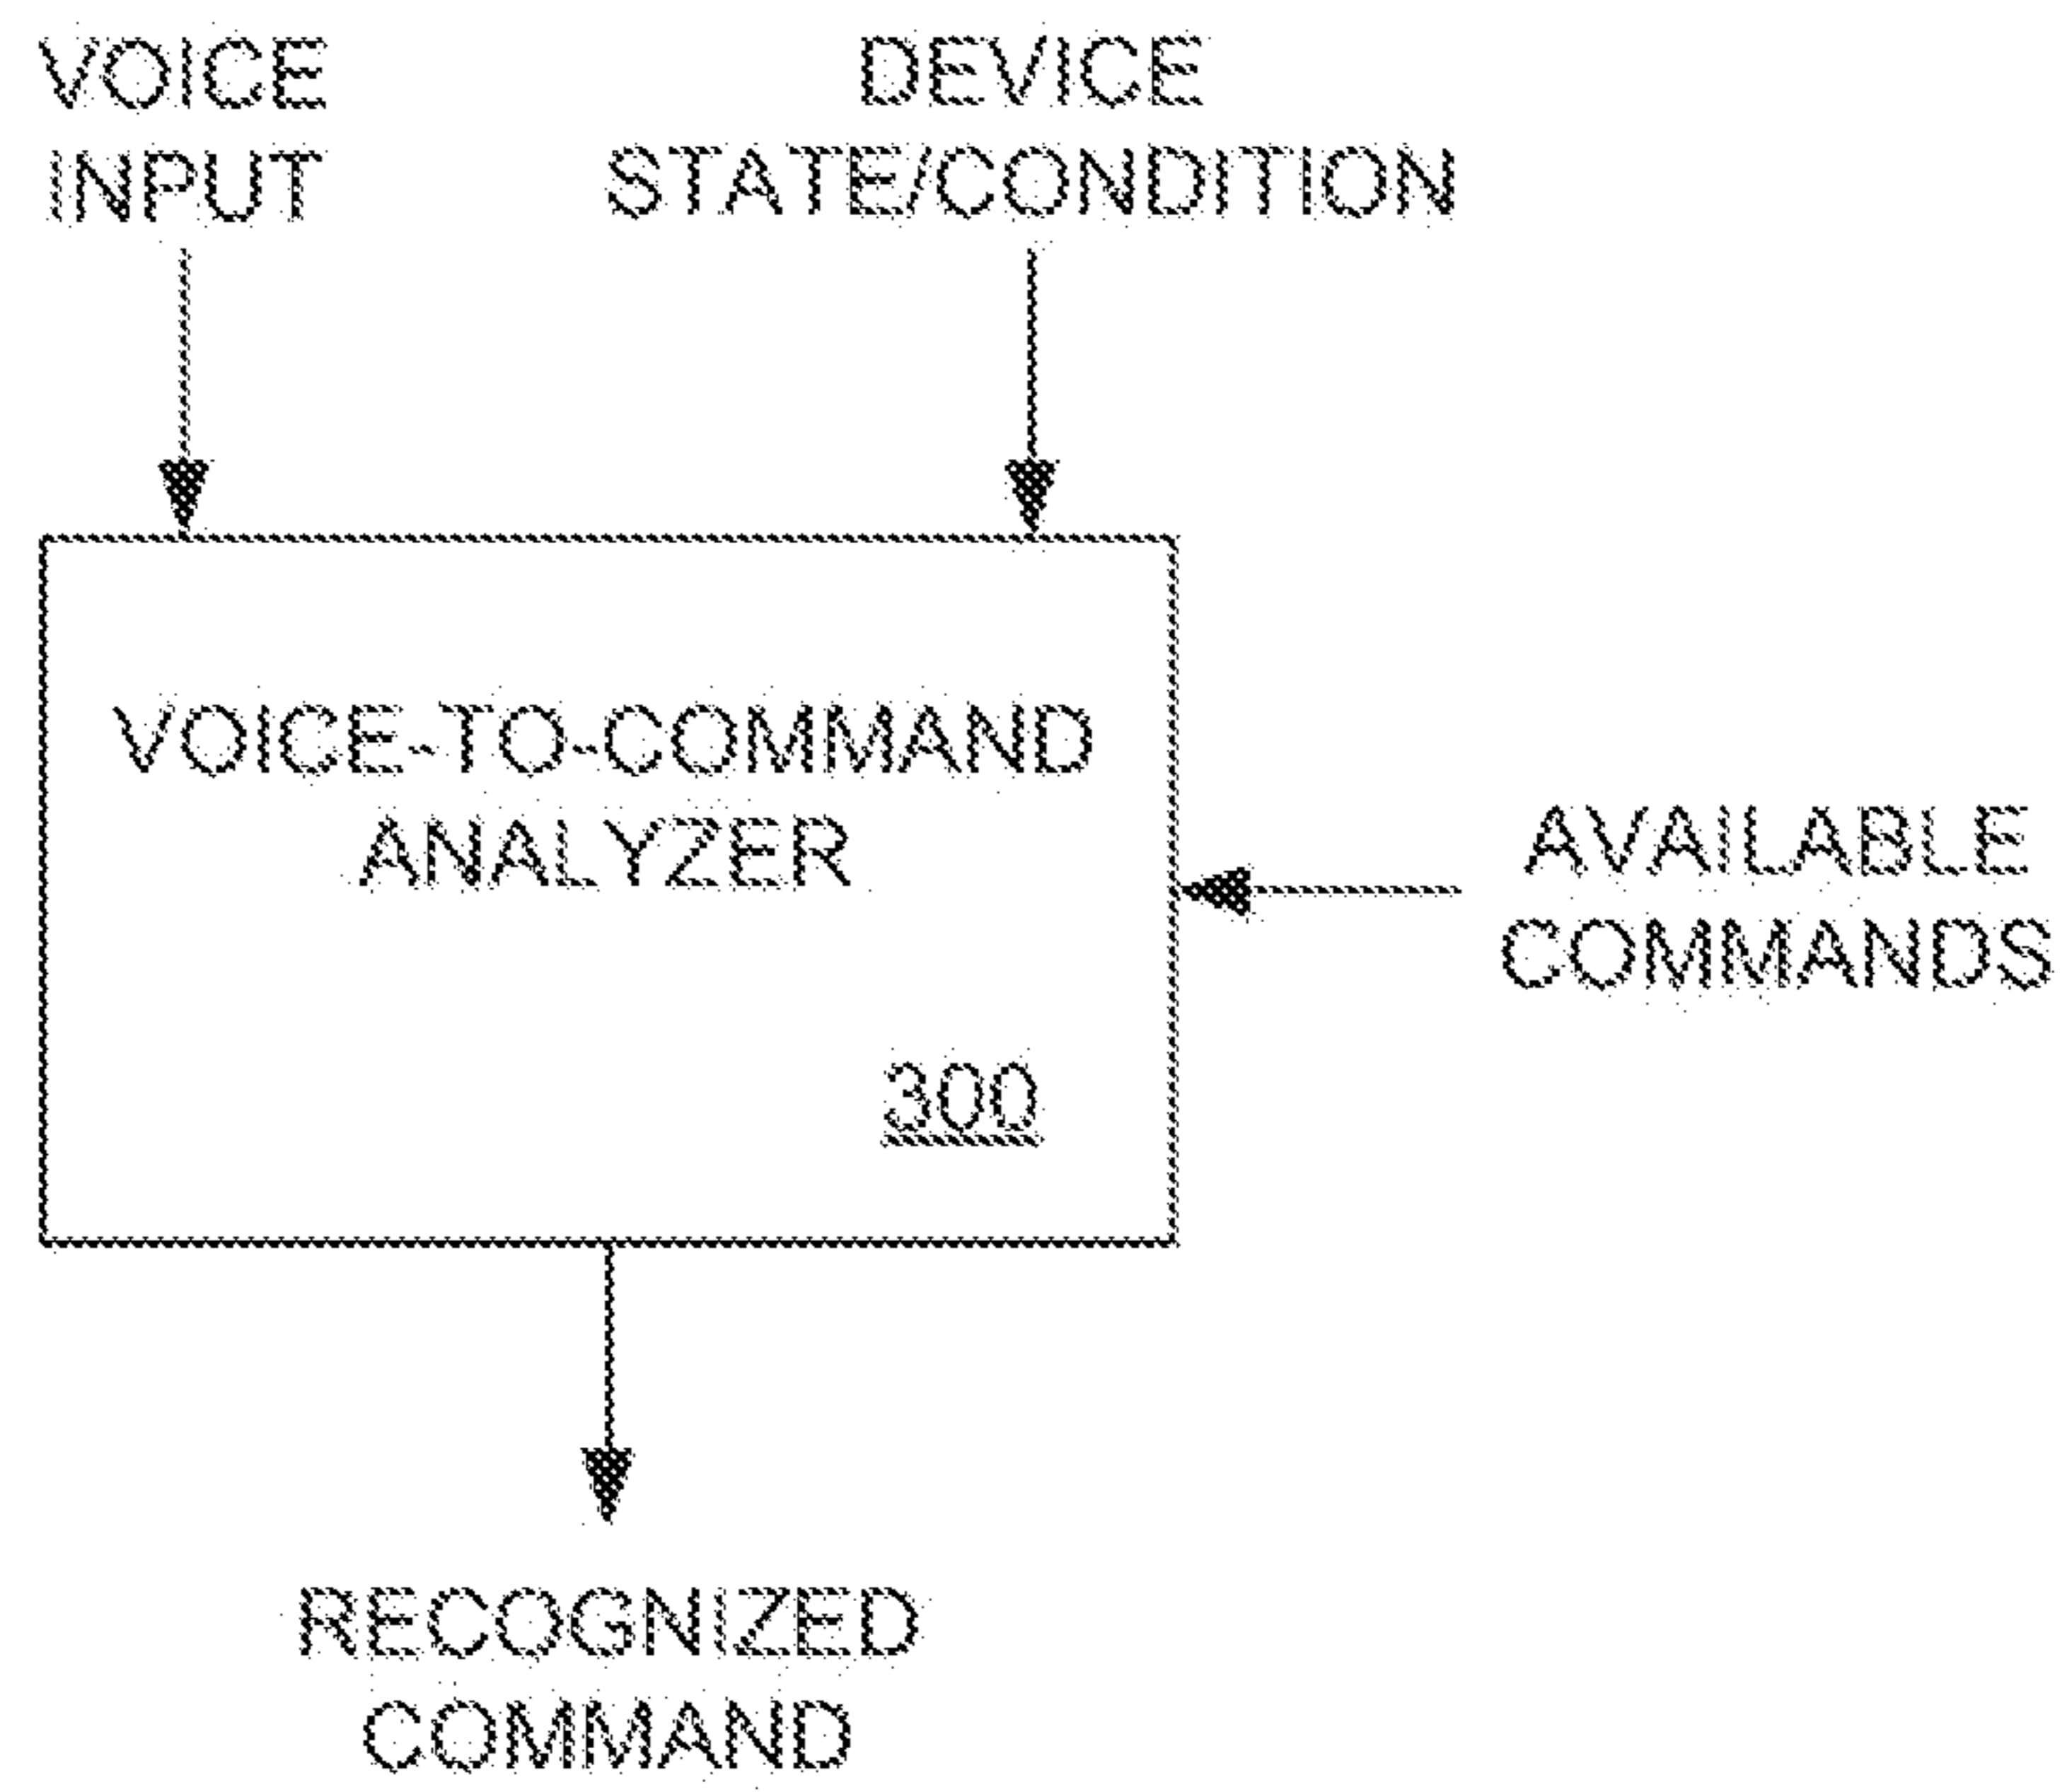 VOICE
INPUT
DEVICE
STATE/CONDITION
VOICE-TO-COMMAND
ANALYZER
300
AVAILABLE
COMMANDS
RECOGNIZED
COMMAND